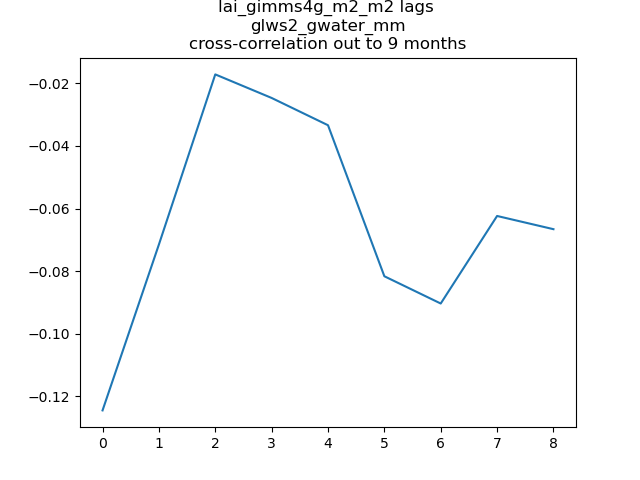 lai_gimms4g_m2_m2 lags
glws2_gwater_mm
cross-correlation out to 9 months
−0.02
−0.04
−0.06
−0.08
−0.10
−0.12
0 1 2 3 4 5 6 7 8